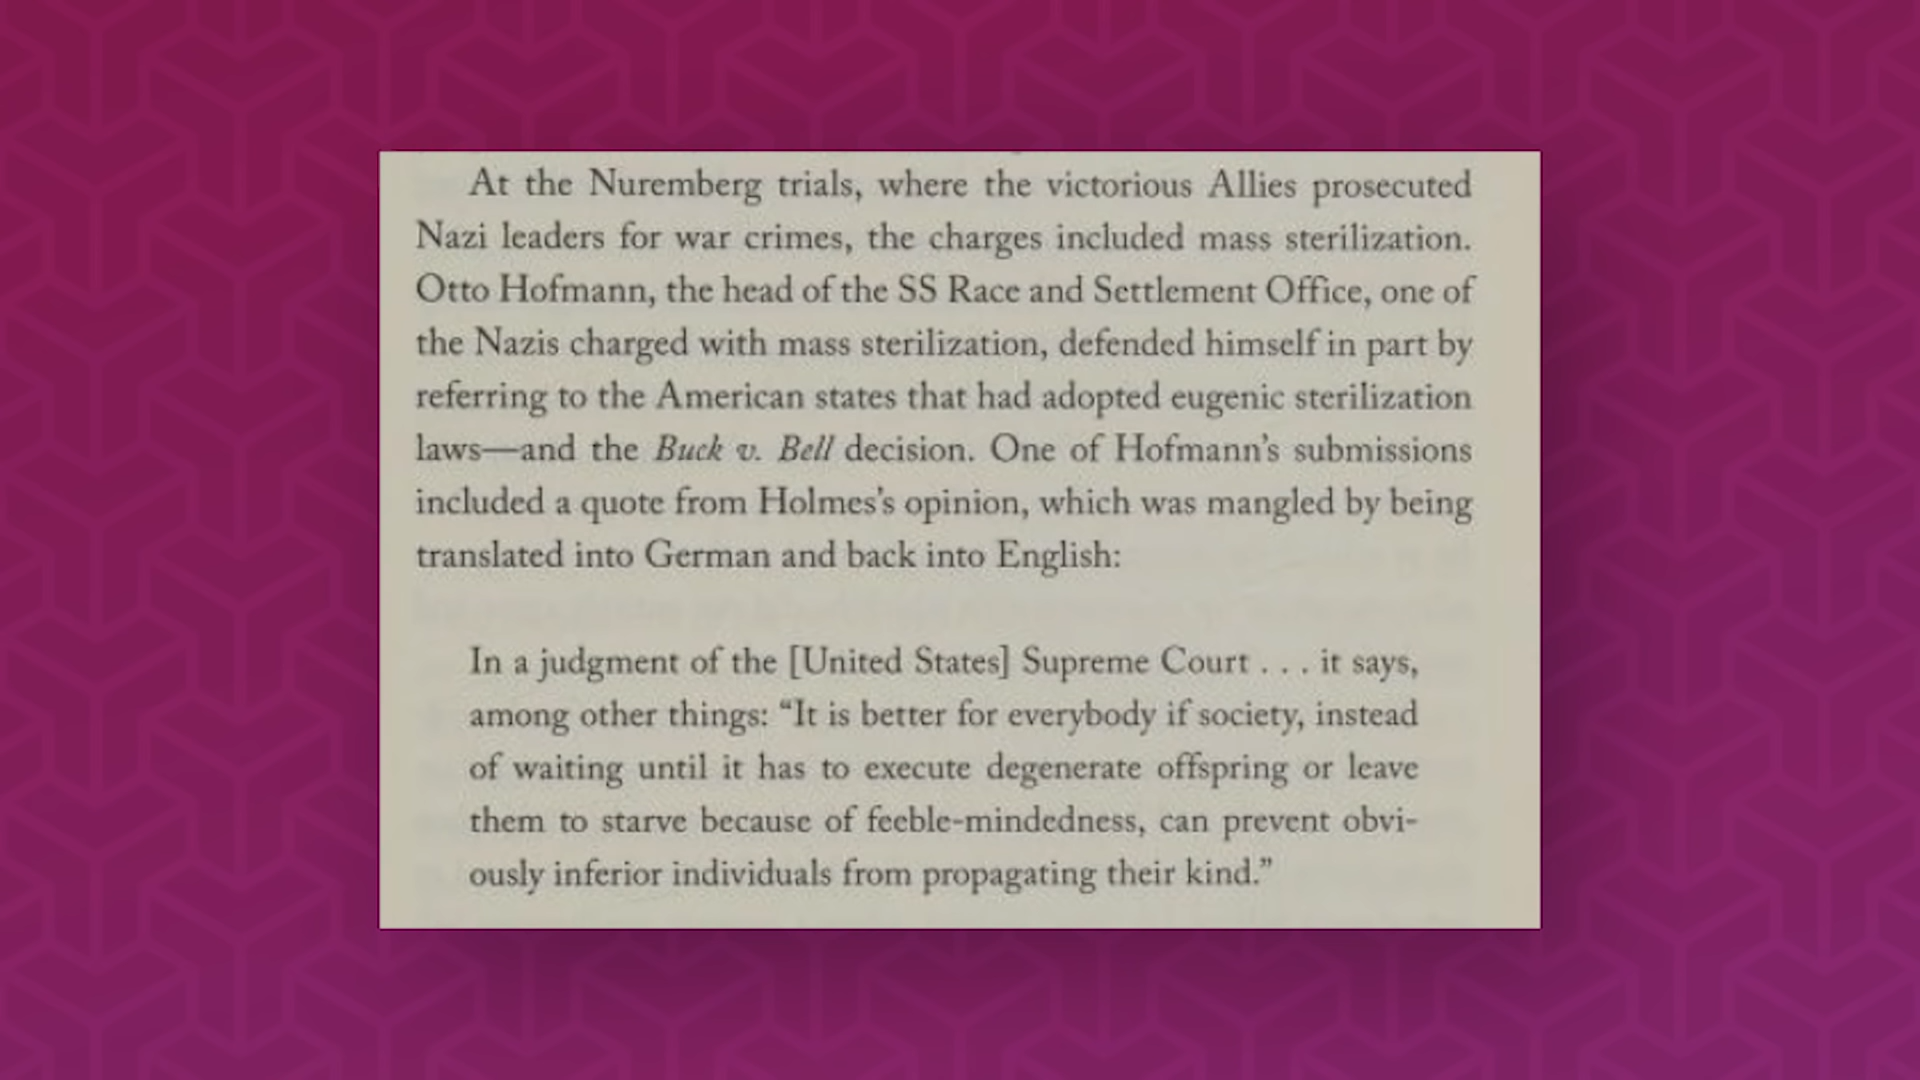 At the Nuremberg trials, where the victorious Allies prosecuted
Nazi leaders for war crimes, the charges included mass sterilization.
Otto Hofmann, the head of the SS Race and Settlement Office, one of
the Nazis charged with mass sterilization, defended himself in part by
referring to the American states that had adopted eugenic sterilization
laws—and the Buck v. Bell decision. One of Hofmann’s submissions
included a quote from Holmes’s opinion, which was mangled by being
translated into German and back into English:
In a judgment of the [United States] Supreme Court . . . it says,
among other things: “It is better for everybody if society, instead
of waiting until it has to execute degenerate offspring or leave
them to starve because of feeble-mindedness, can prevent obvi-
ously inferior individuals from propagating their kind.”